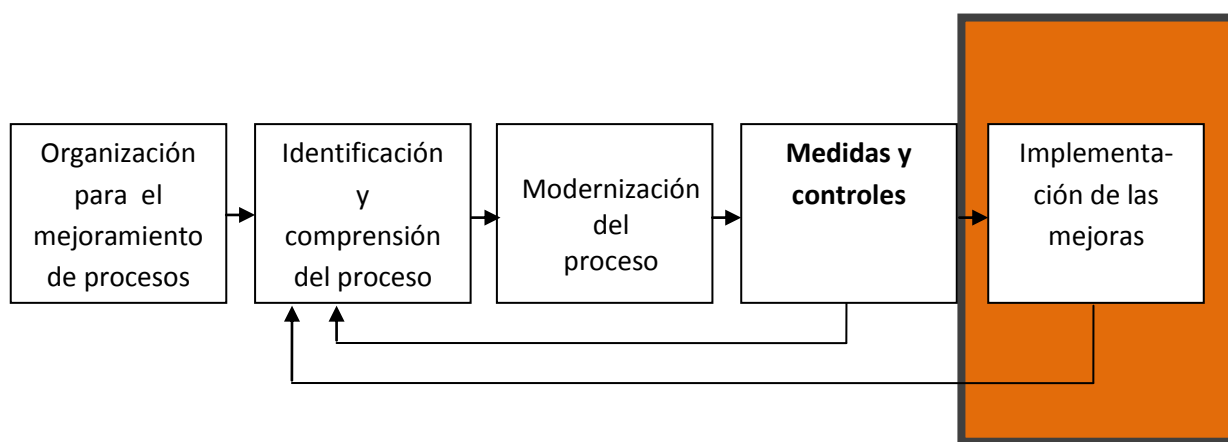 Organización
para el
mejoramiento
de procesos
Identificación
y
comprensión
del proceso
Modernización
del
proceso
Medidas y
controles
Implementa-
ción de las
mejoras